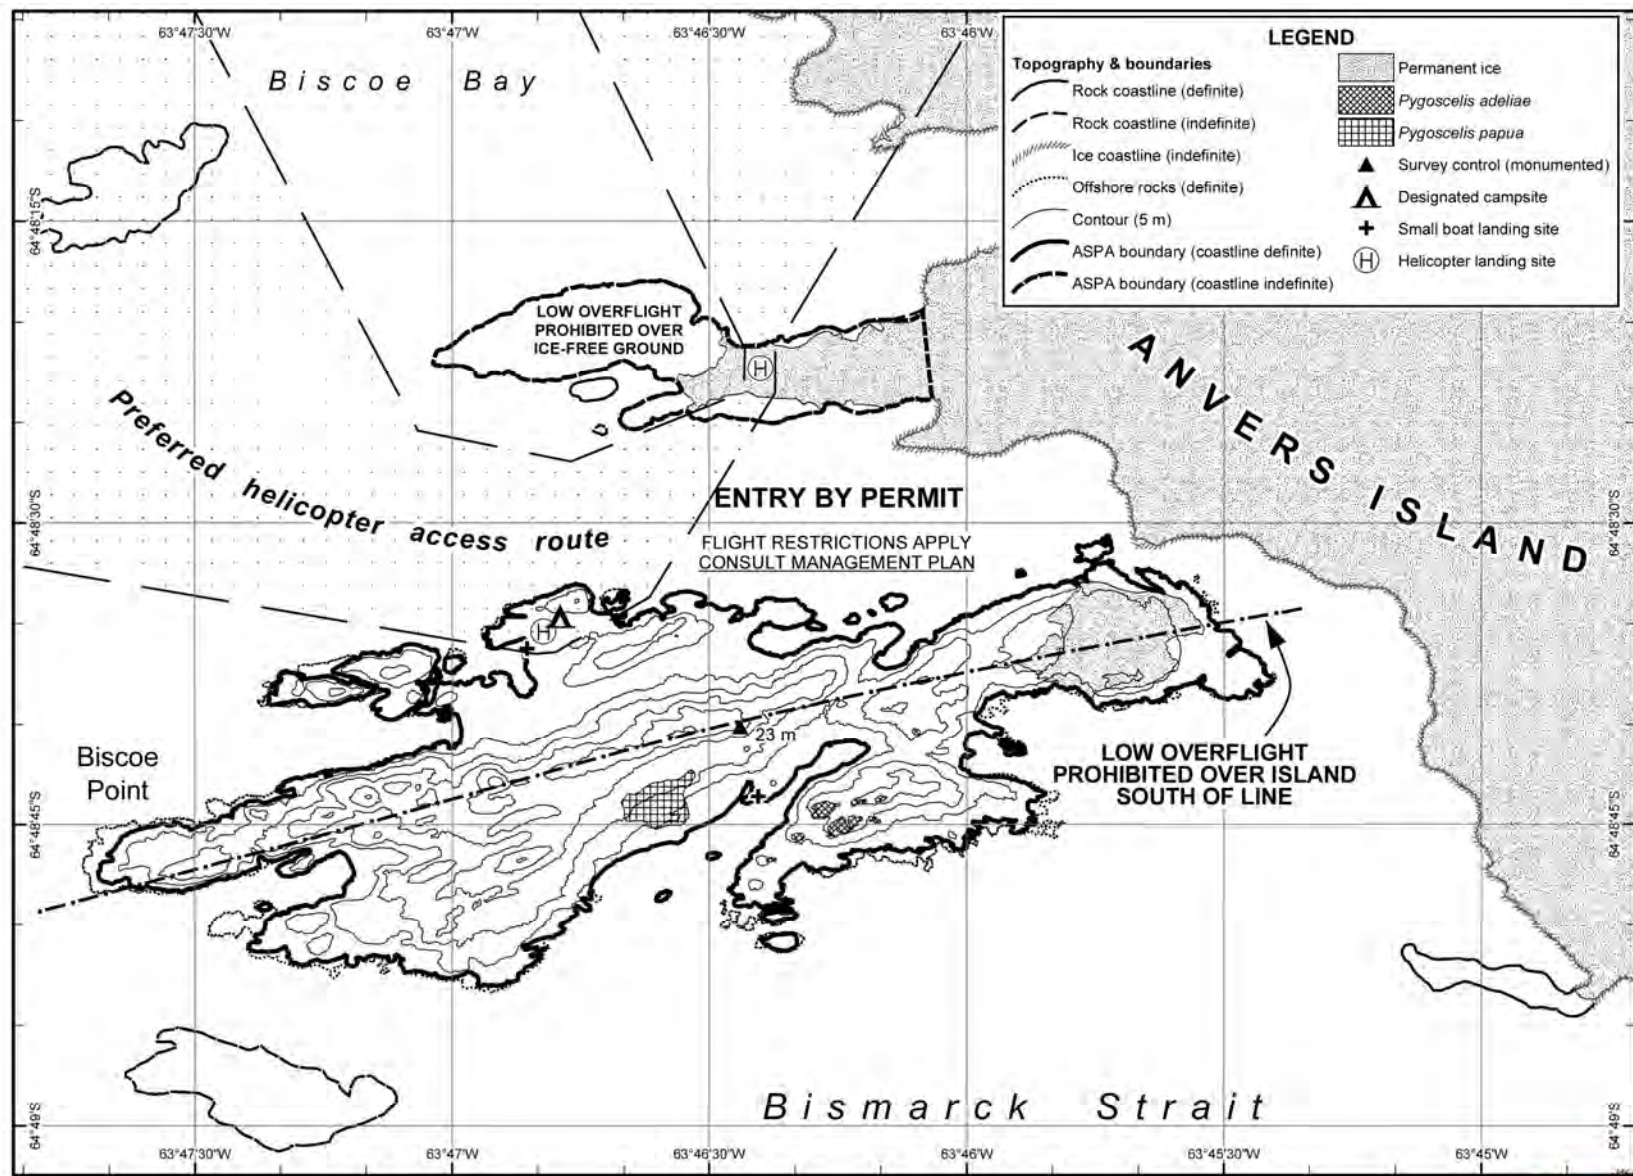 63°47'30"W
63°47'W
63°46'30"W
63°46'W
Biscoe Bay
LEGEND
Topography & boundaries
Rock coastline (definite)
Rock coastline (indefinite)
Ice coastline (indefinite)
Offshore rocks (definite)
Contour (5 m)
ASPA boundary (coastline definite)
ASPA boundary (coastline indefinite)
Permanent ice
Pygoscelis adeliae
Pygoscelis papua
Survey control (monumented)
Designated campsite
Small boat landing site
H Helicopter landing site
64°48'15"S
LOW OVERFLIGHT
PROHIBITED OVER
ICE-FREE GROUND
H
ANVERS ISLAND
Preferred helicopter access route
ENTRY BY PERMIT
FLIGHT RESTRICTIONS APPLY
CONSULT MANAGEMENT PLAN
64°48'30"S
64°48'30"S
H
23 m
LOW OVERFLIGHT
PROHIBITED OVER ISLAND
SOUTH OF LINE
Biscoe
Point
64°48'45"S
64°48'45"S
Bismarck Strait
64°49'S
64°49'S
63°47'30"W
63°47'W
63°46'30"W
63°46'W
63°45'30"W
63°45'W